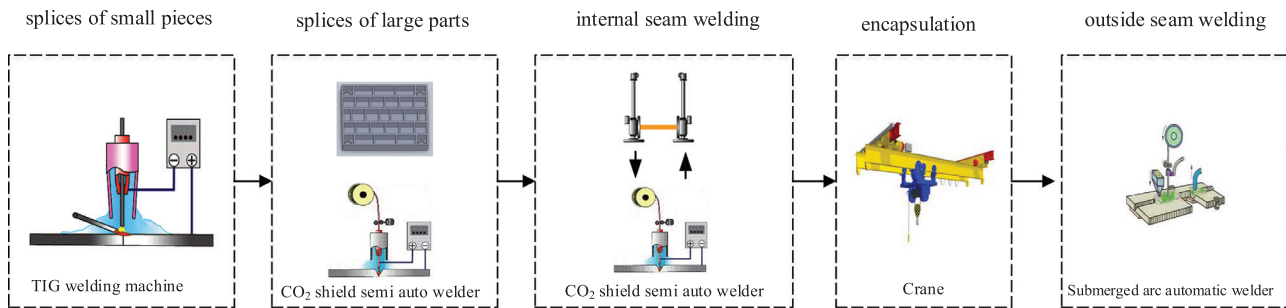 splices of small pieces
splices of large parts
internal seam welding
encapsulation
outside seam welding
TIG welding machine
CO₂ shield semi auto welder
CO₂ shield semi auto welder
Crane
Submerged arc automatic welder